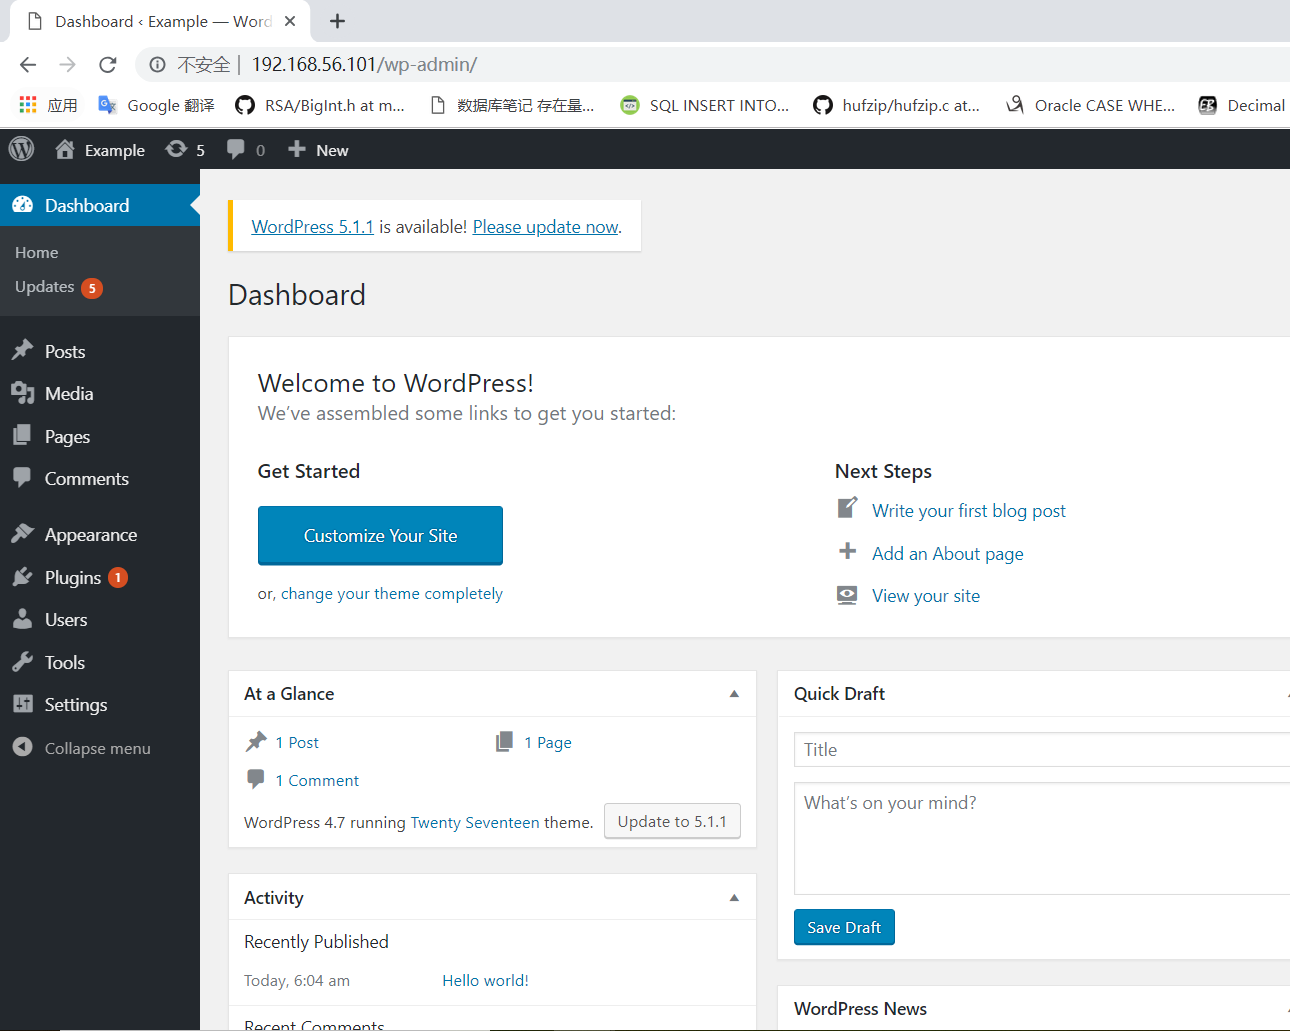 Dashboard ‹ Example — Word
不安全 | 192.168.56.101/wp-admin/
应用 Google 翻译 RSA/BigInt.h at m... 数据库笔记 存在量... SQL INSERT INTO... hufzip/hufzip.c at... Oracle CASE WHE... Decimal
Example 5 0 New
Dashboard
Home
Updates 5
Posts
Media
Pages
Comments
Appearance
Plugins 1
Users
Tools
Settings
Collapse menu
WordPress 5.1.1 is available! Please update now.
Dashboard
Welcome to WordPress!
We’ve assembled some links to get you started:
Get Started
Customize Your Site
or, change your theme completely
Next Steps
Write your first blog post
Add an About page
View your site
At a Glance
1 Post
1 Page
1 Comment
WordPress 4.7 running Twenty Seventeen theme.
Update to 5.1.1
Activity
Recently Published
Today, 6:04 am Hello world!
Recent Comments
Quick Draft
Title
What’s on your mind?
Save Draft
WordPress News